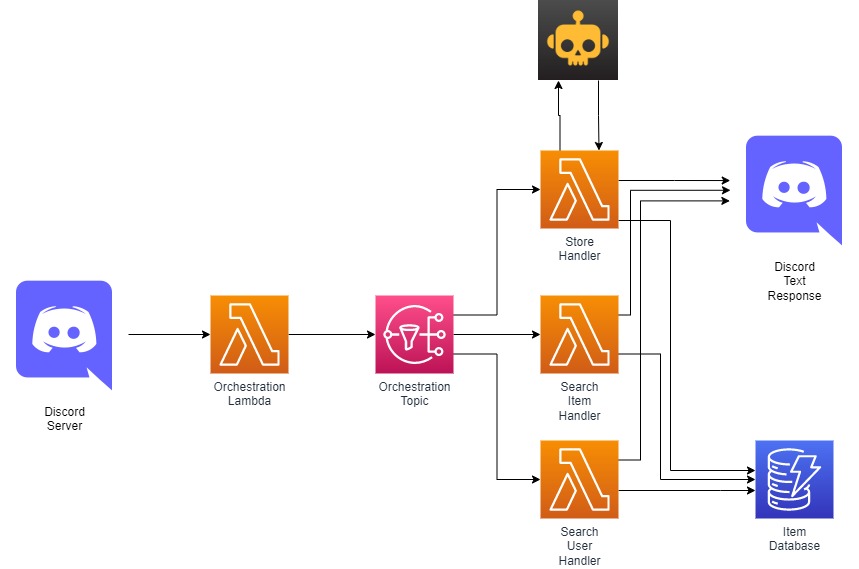 Store
Handler
Discord
Text
Response
Orchestration
Lambda
Orchestration
Topic
Search
Item
Handler
Discord
Server
Search
User
Handler
Item
Database